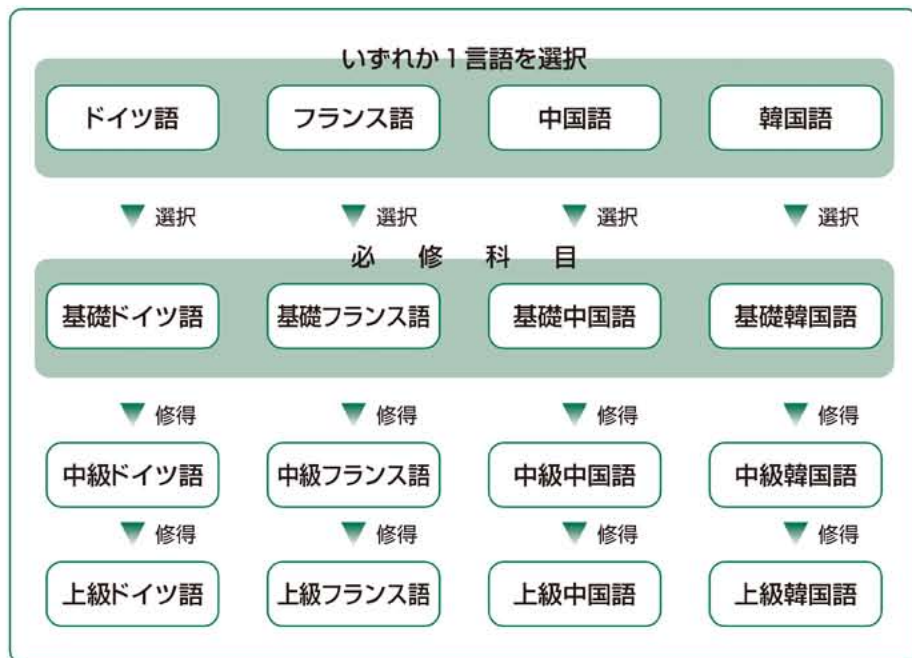 いずれか1言語を選択
ドイツ語 フランス語 中国語 韓国語
▼ 選択 ▼ 選択 ▼ 選択 ▼ 選択
必修科目
基礎ドイツ語 基礎フランス語 基礎中国語 基礎韓国語
▼ 修得 ▼ 修得 ▼ 修得 ▼ 修得
中級ドイツ語 中級フランス語 中級中国語 中級韓国語
▼ 修得 ▼ 修得 ▼ 修得 ▼ 修得
上級ドイツ語 上級フランス語 上級中国語 上級韓国語